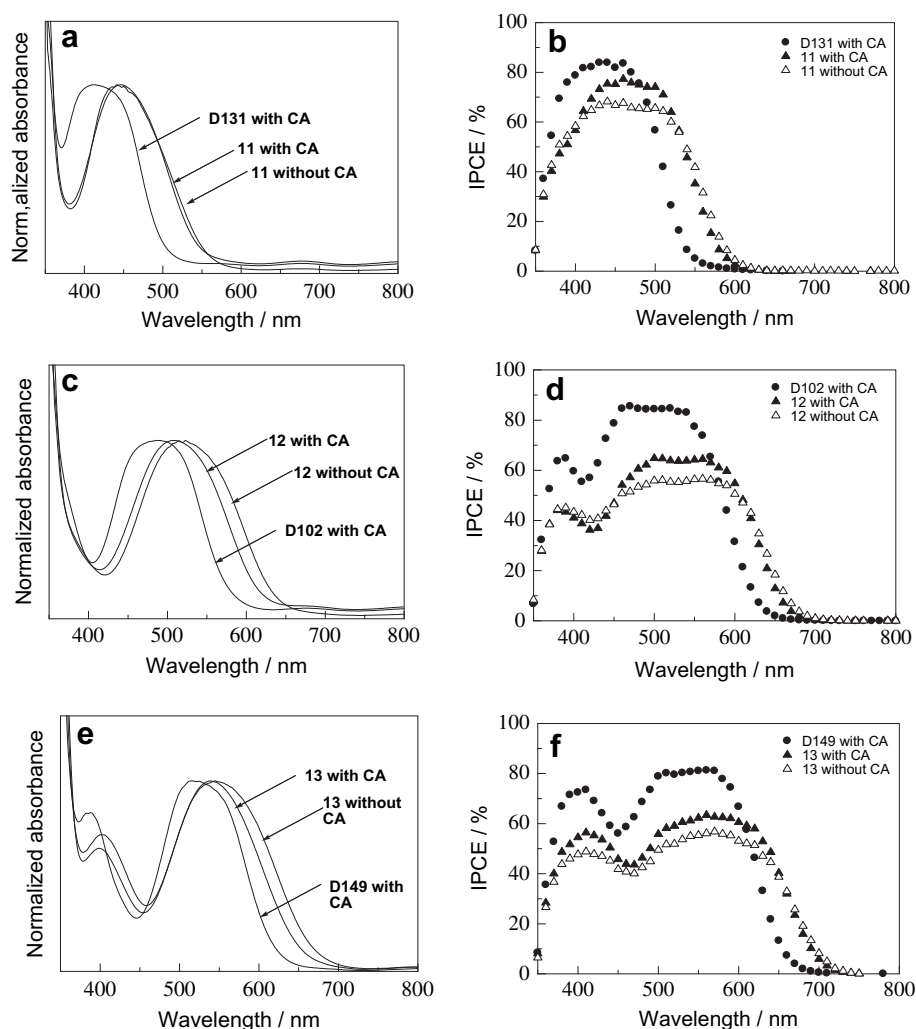 a
D131 with CA
11 with CA
11 without CA
Norm,alized absorbance
400 500 600 700 800
Wavelength / nm
b
D131 with CA
11 with CA
11 without CA
100
80
60
40
20
0
IPCE / %
400 500 600 700 800
Wavelength / nm
c
12 with CA
12 without CA
D102 with CA
Normalized absorbance
400 500 600 700 800
Wavelength / nm
d
D102 with CA
12 with CA
12 without CA
100
80
60
40
20
0
IPCE / %
400 500 600 700 800
Wavelength / nm
e
13 with CA
13 without
CA
D149 with
CA
Normalized absorbance
400 500 600 700 800
Wavelength / nm
f
D149 with CA
13 with CA
13 without CA
100
80
60
40
20
0
IPCE / %
400 500 600 700 800
Wavelength / nm